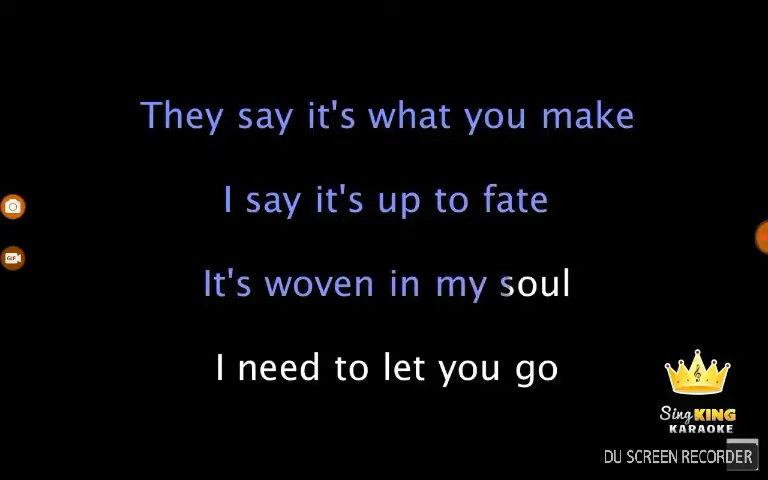 They say it's what you make
I say it's up to fate
It's woven in my soul
I need to let you go
Sing KING
KARAOKE
DU SCREEN RECORDER
GIF